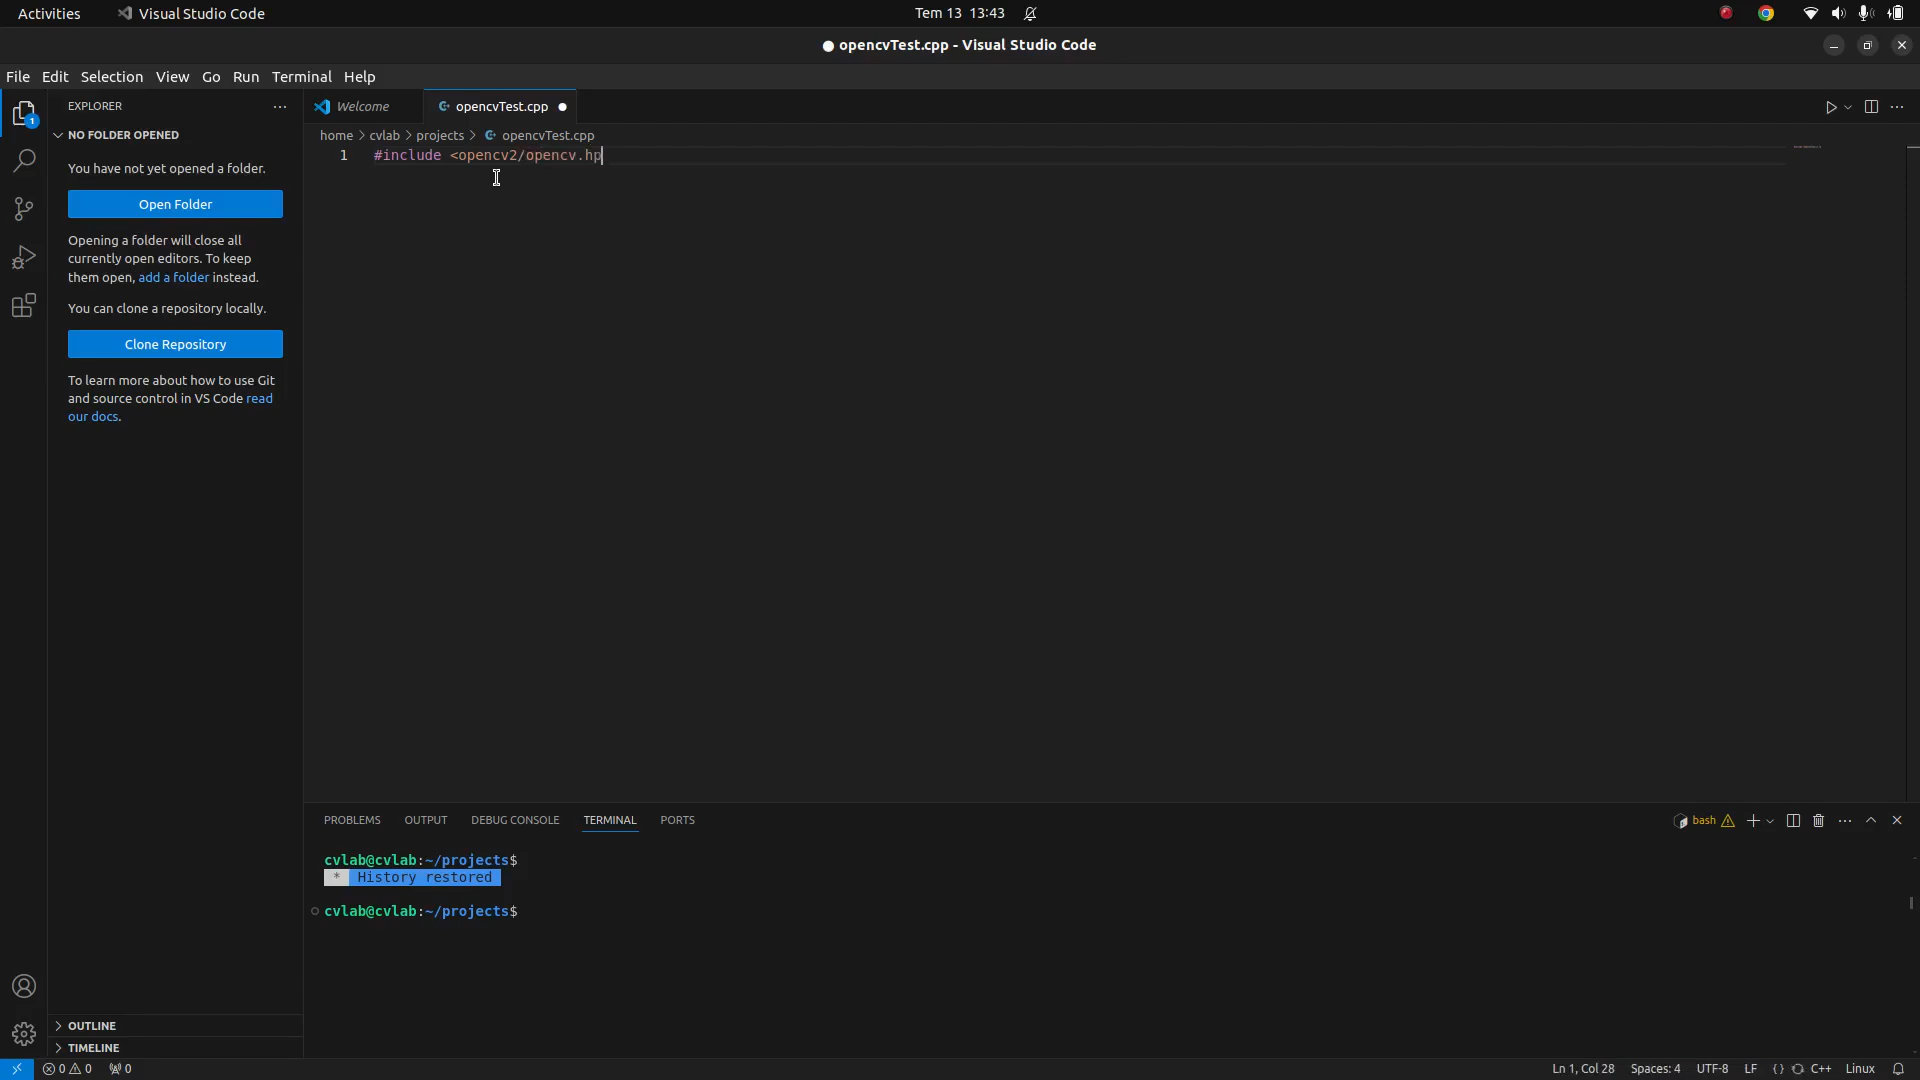 Activities
Visual Studio Code
Tem 13 13:43
● opencvTest.cpp - Visual Studio Code
File Edit Selection View Go Run Terminal Help
EXPLORER
Welcome
opencvTest.cpp
NO FOLDER OPENED
home > cvlab > projects > opencvTest.cpp
1 #include <opencv2/opencv.hp
You have not yet opened a folder.
Open Folder
Opening a folder will close all
currently open editors. To keep
them open, add a folder instead.
You can clone a repository locally.
Clone Repository
To learn more about how to use Git
and source control in VS Code read
our docs.
PROBLEMS OUTPUT DEBUG CONSOLE TERMINAL PORTS
bash
cvlab@cvlab:~/projects$
* History restored
cvlab@cvlab:~/projects$
OUTLINE
TIMELINE
1
0 0 0
Ln 1, Col 28 Spaces: 4 UTF-8 LF {} C++ Linux